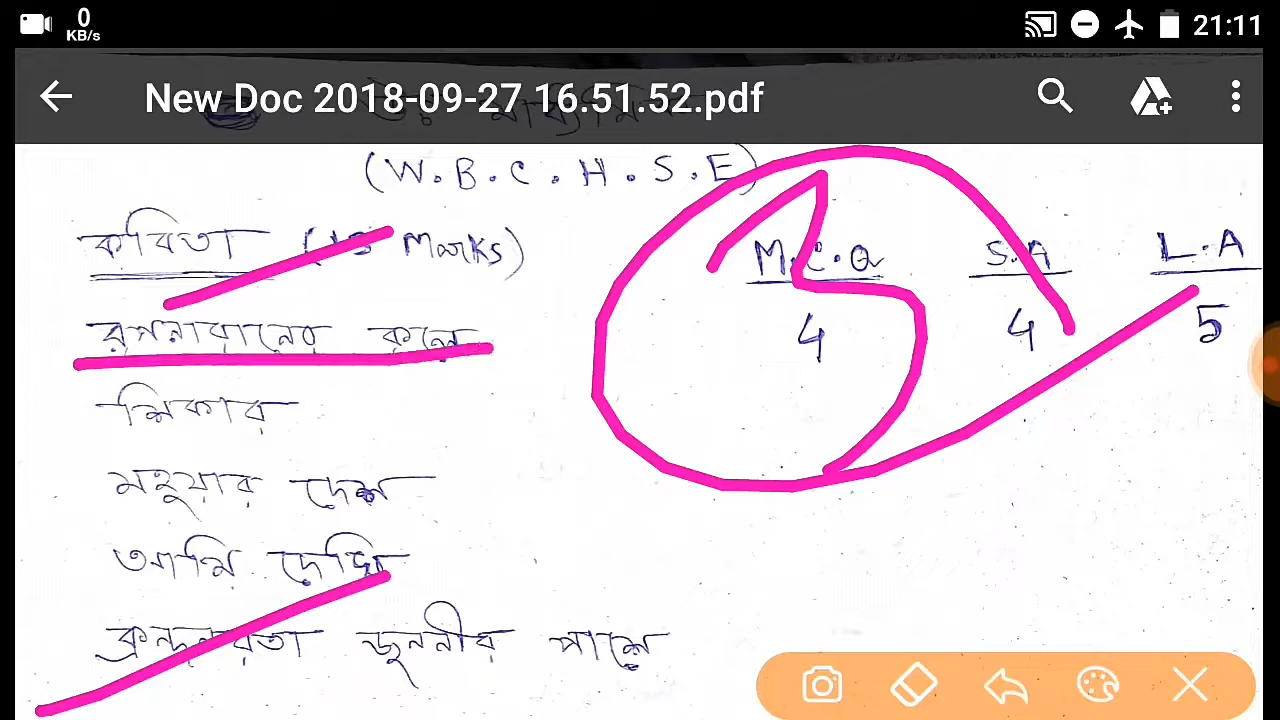 0 KB/s 21:11
New Doc 2018-09-27 16.51.52.pdf
(W.B.C.H.S.E)
কবিতা (13 Marks) M.C.Q S.A L.A
রূপনারানের কূলে 4 4 5
শিকার
মহুয়ার দেশ
আমি দেখি
ক্রন্দনরতা জননীর পাশে